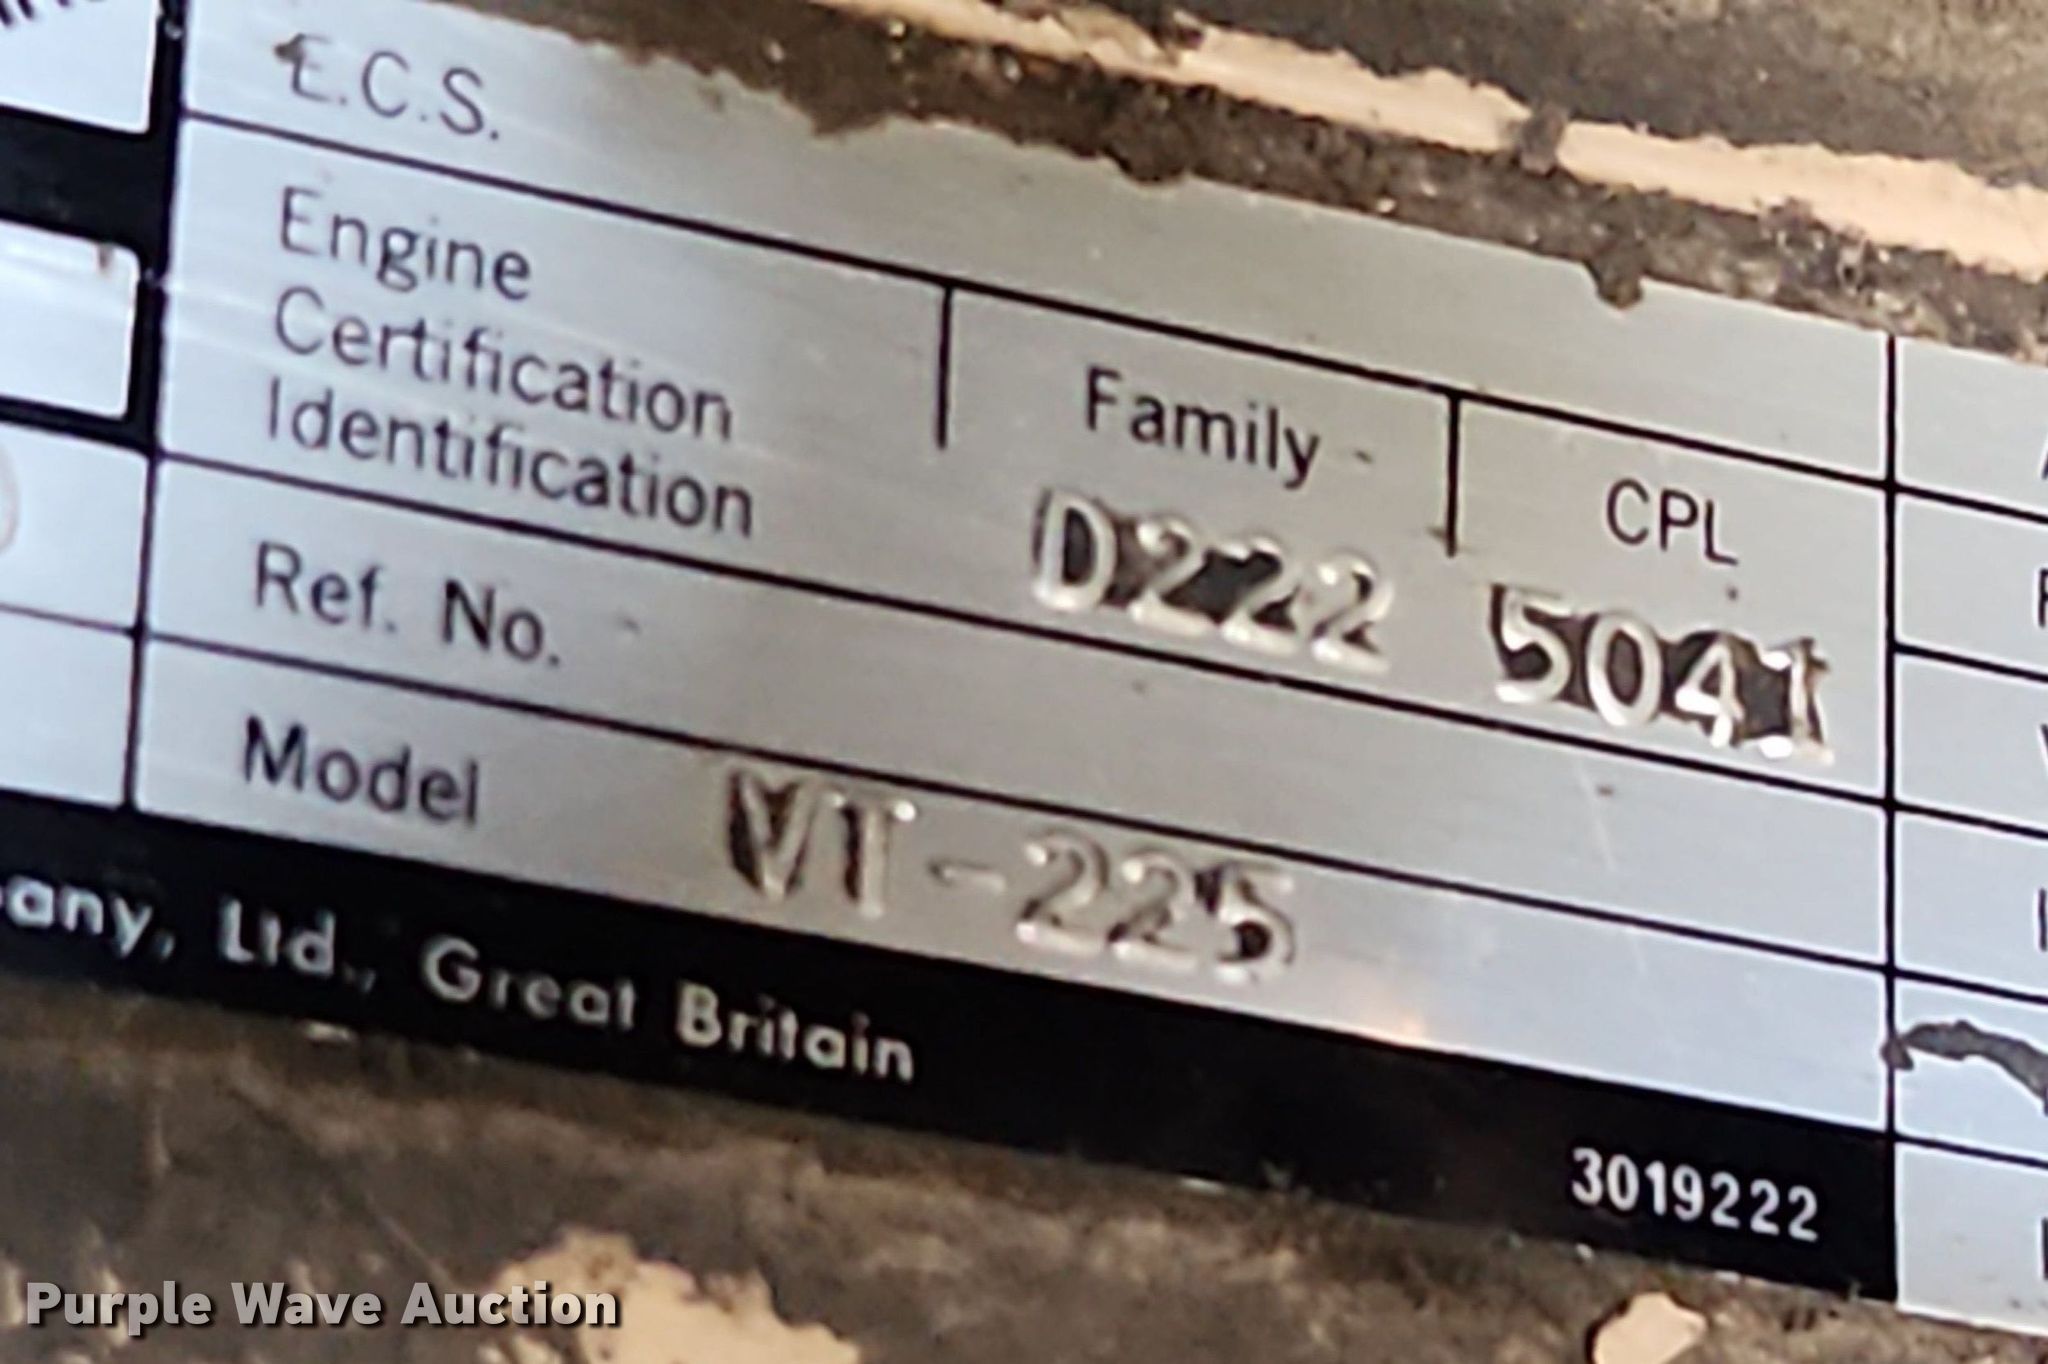 E.C.S.
Engine
Certification
Identification
Family
CPL
D222
5041
Ref. No.
Model VT-225
any, Ltd., Great Britain
3019222
Purple Wave Auction